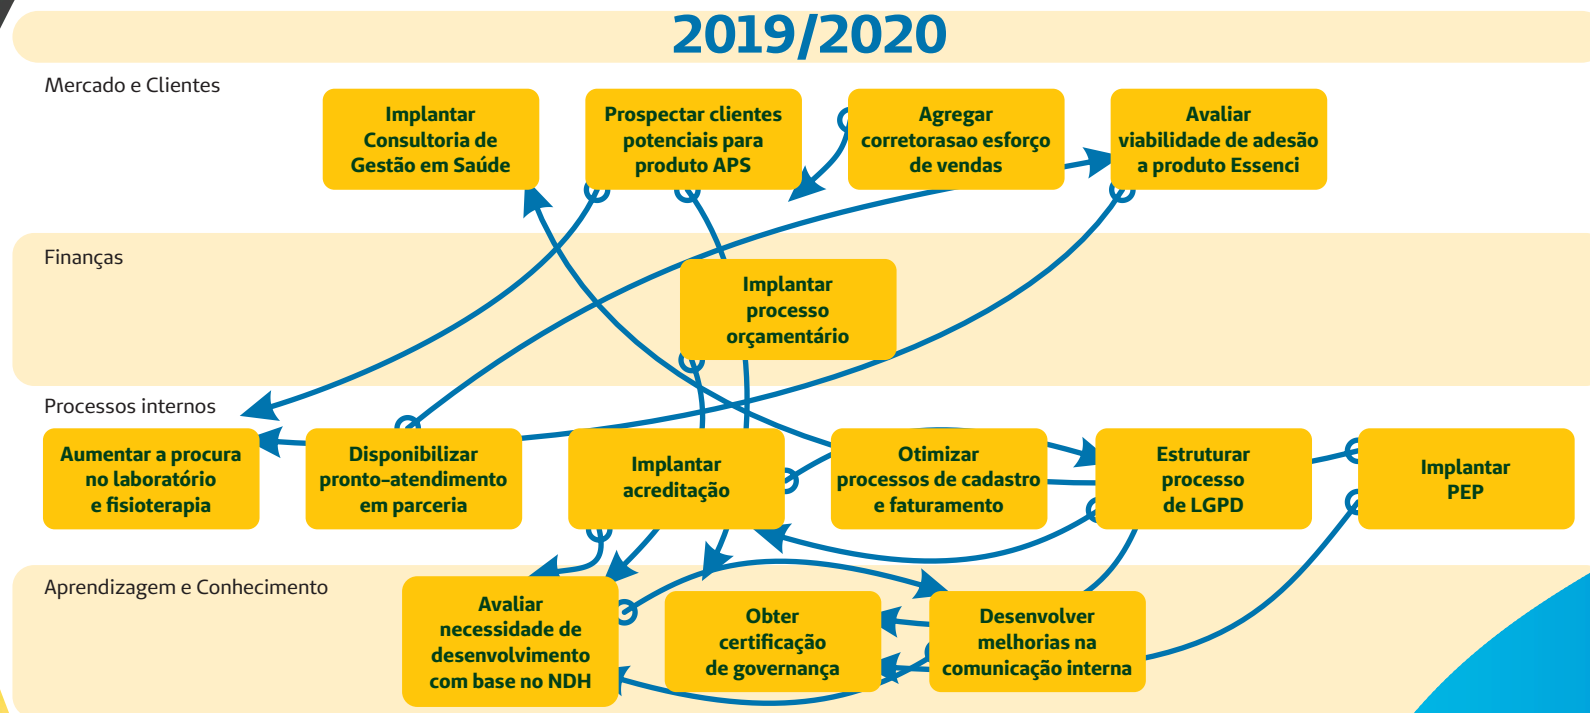 2019/2020
Mercado e Clientes
Implantar
Consultoria de
Gestão em Saúde
Prospectar clientes
potenciais para
produto APS
Agregar
corretorasao esforço
de vendas
Avaliar
viabilidade de adesão
a produto Essenci
Finanças
Implantar
processo
orçamentário
Processos internos
Aumentar a procura
no laboratório
e fisioterapia
Disponibilizar
pronto-atendimento
em parceria
Implantar
acreditação
Otimizar
processos de cadastro
e faturamento
Estruturar
processo
de LGPD
Implantar
PEP
Aprendizagem e Conhecimento
Avaliar
necessidade de
desenvolvimento
com base no NDH
Obter
certificação
de governança
Desenvolver
melhorias na
comunicação interna